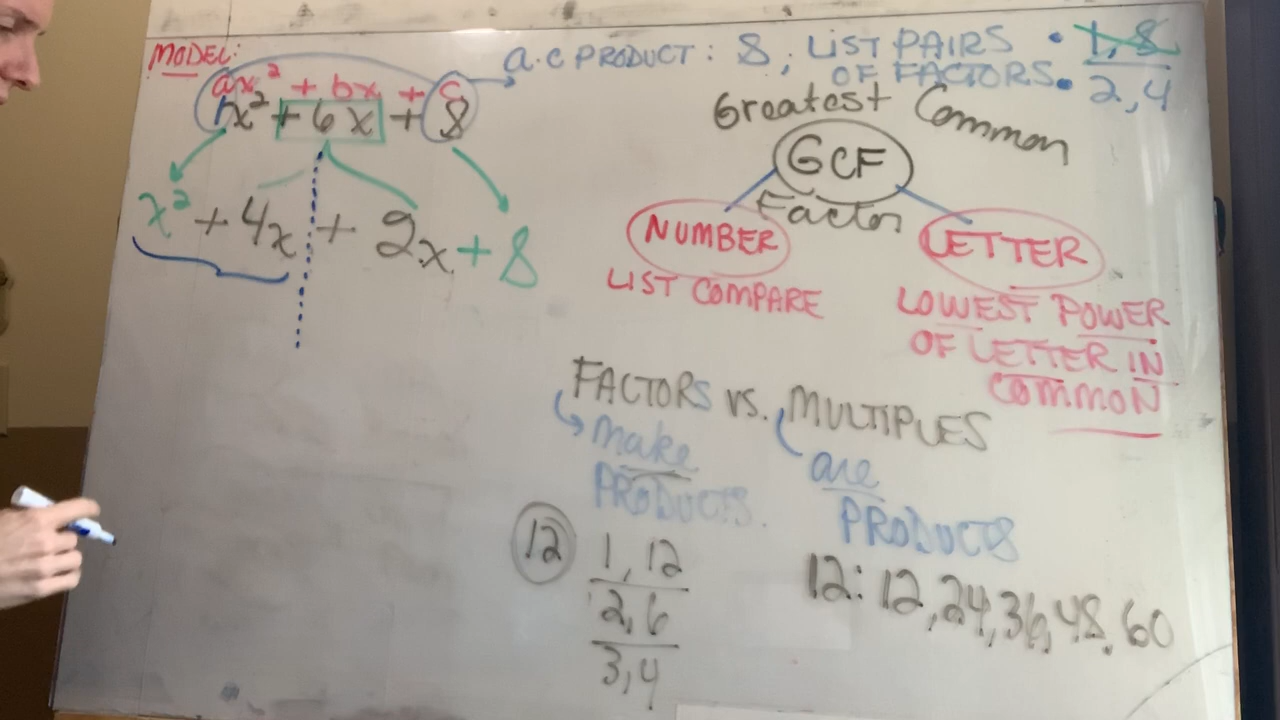 MODEL:
ax² + bx + c
1x² + 6x + 8
a·c PRODUCT: 8; LIST PAIRS OF FACTORS
• 1, 8
• 2, 4
x² + 4x + 2x + 8
Greatest Common Factor
GCF
NUMBER
LIST COMPARE
LETTER
LOWEST POWER
OF LETTER IN
COMMON
FACTORS vs. MULTIPLES
make
PRODUCTS.
are
PRODUCTS
12
1, 12
2, 6
3, 4
12: 12, 24, 36, 48, 60